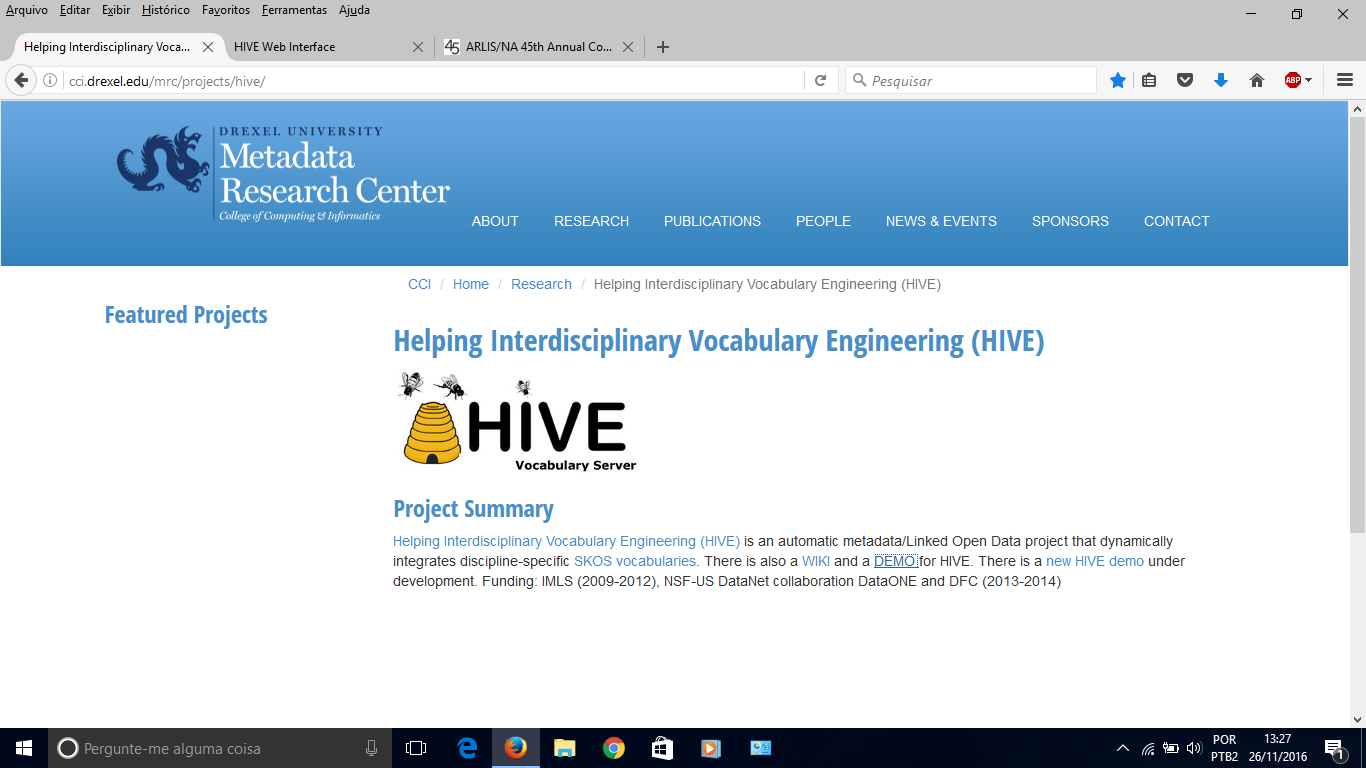 Arquivo Editar Exibir Histórico Favoritos Ferramentas Ajuda
Helping Interdisciplinary Voca... HIVE Web Interface 45 ARLIS/NA 45th Annual Co...
cci.drexel.edu/mrc/projects/hive/ Pesquisar ABP
DREXEL UNIVERSITY
Metadata
Research Center
College of Computing & Informatics
ABOUT RESEARCH PUBLICATIONS PEOPLE NEWS & EVENTS SPONSORS CONTACT
CCI / Home / Research / Helping Interdisciplinary Vocabulary Engineering (HIVE)
Featured Projects
Helping Interdisciplinary Vocabulary Engineering (HIVE)
HIVE
Vocabulary Server
Project Summary
Helping Interdisciplinary Vocabulary Engineering (HIVE) is an automatic metadata/Linked Open Data project that dynamically
integrates discipline-specific SKOS vocabularies. There is also a WIKI and a DEMO for HIVE. There is a new HIVE demo under
development. Funding: IMLS (2009-2012), NSF-US DataNet collaboration DataONE and DFC (2013-2014)
Pergunte-me alguma coisa
POR
PTB2
13:27
26/11/2016
1